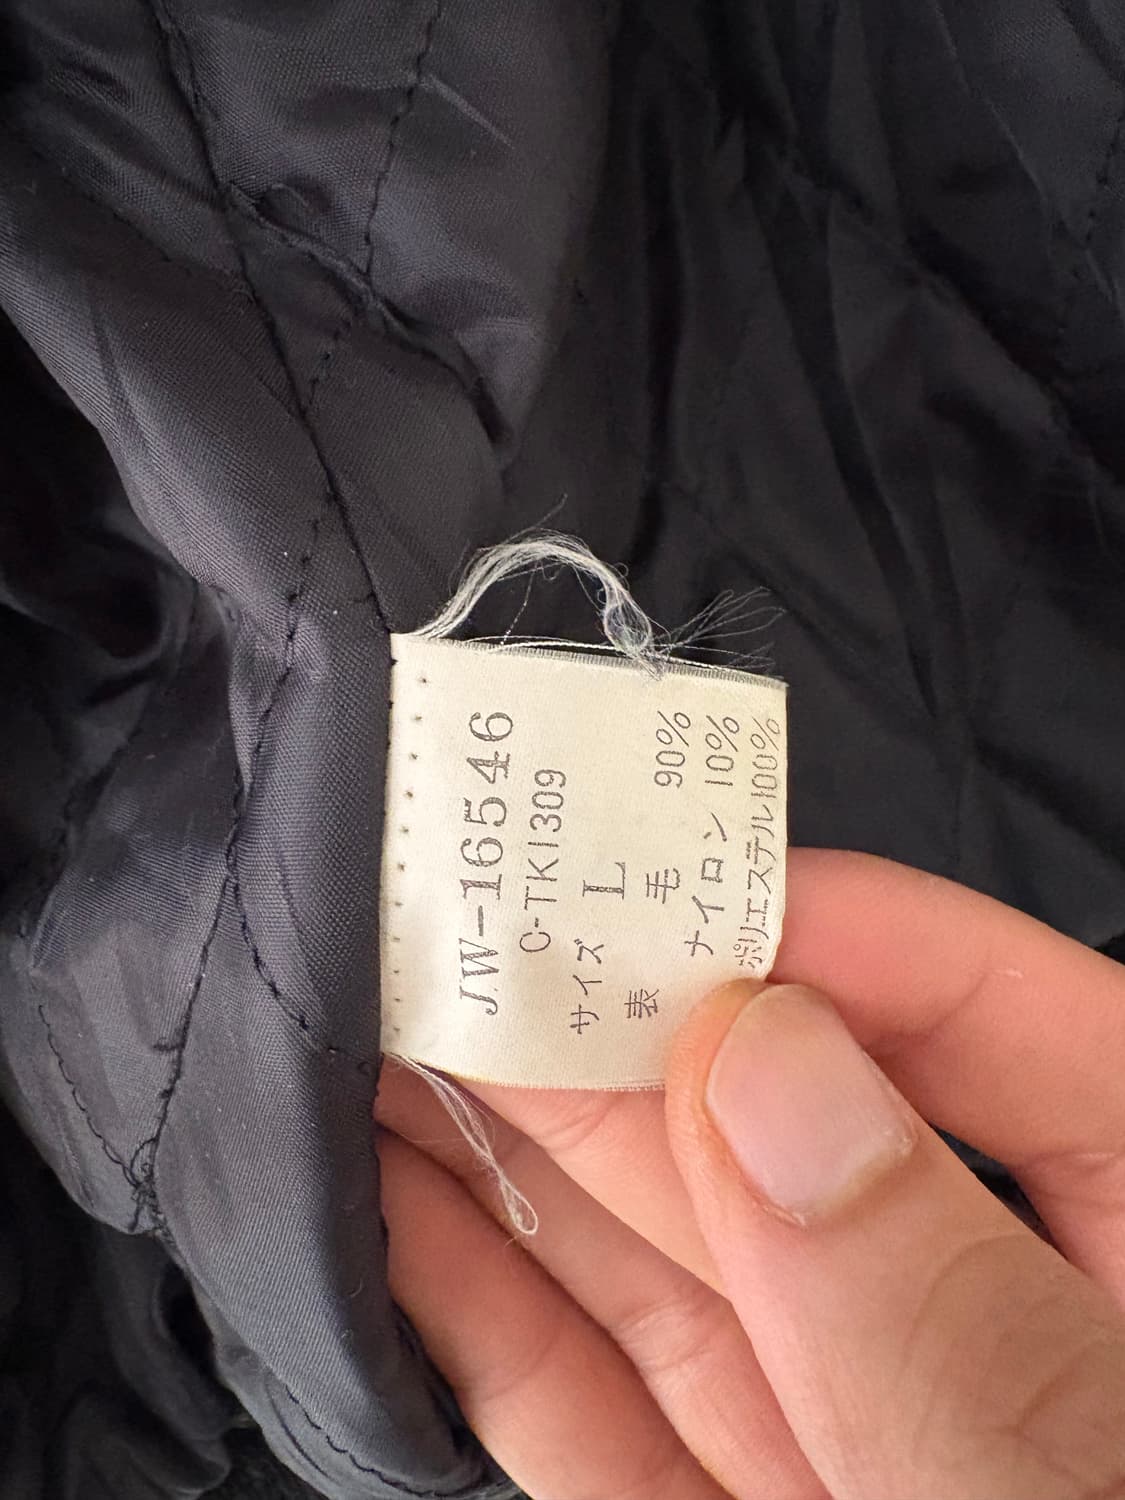 JW-16546
C-TK1309
サイズ L
表 毛 90%
ナイロン 10%
ポリエステル100%